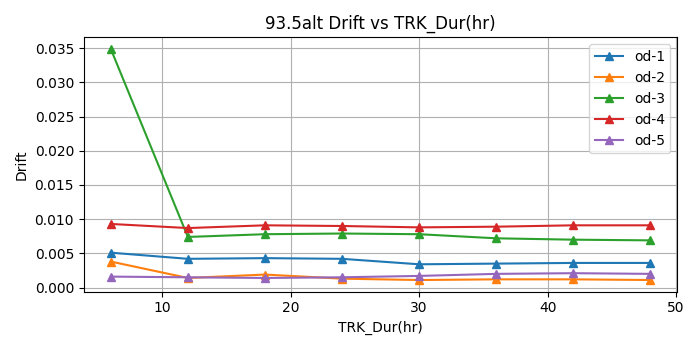 93.5alt Drift vs TRK_Dur(hr)
0.035
0.030
0.025
0.020
0.015
0.010
0.005
0.000
Drift
10
20
30
40
50
TRK_Dur(hr)
od-1
od-2
od-3
od-4
od-5